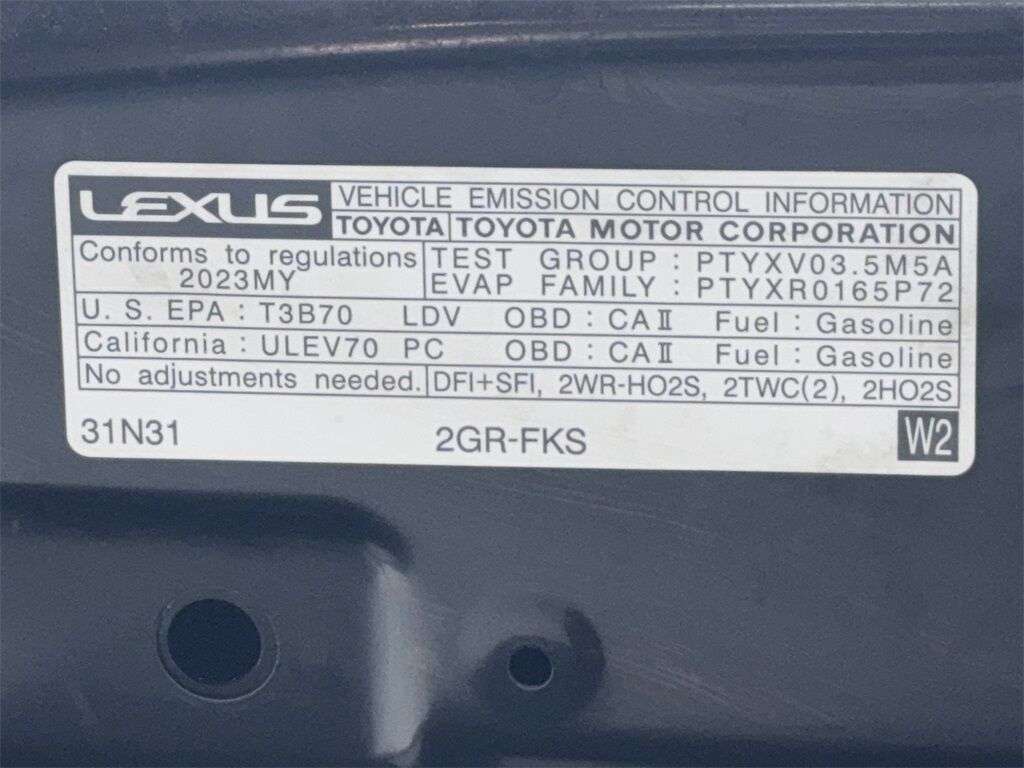 LEXUS VEHICLE EMISSION CONTROL INFORMATION
TOYOTA TOYOTA MOTOR CORPORATION
Conforms to regulations TEST GROUP : PTYXV03.5M5A
2023MY EVAP FAMILY : PTYXR0165P72
U. S. EPA : T3B70 LDV OBD : CAⅡ Fuel : Gasoline
California : ULEV70 PC OBD : CAⅡ Fuel : Gasoline
No adjustments needed. DFI+SFI, 2WR-HO2S, 2TWC(2), 2HO2S
31N31 2GR-FKS W2